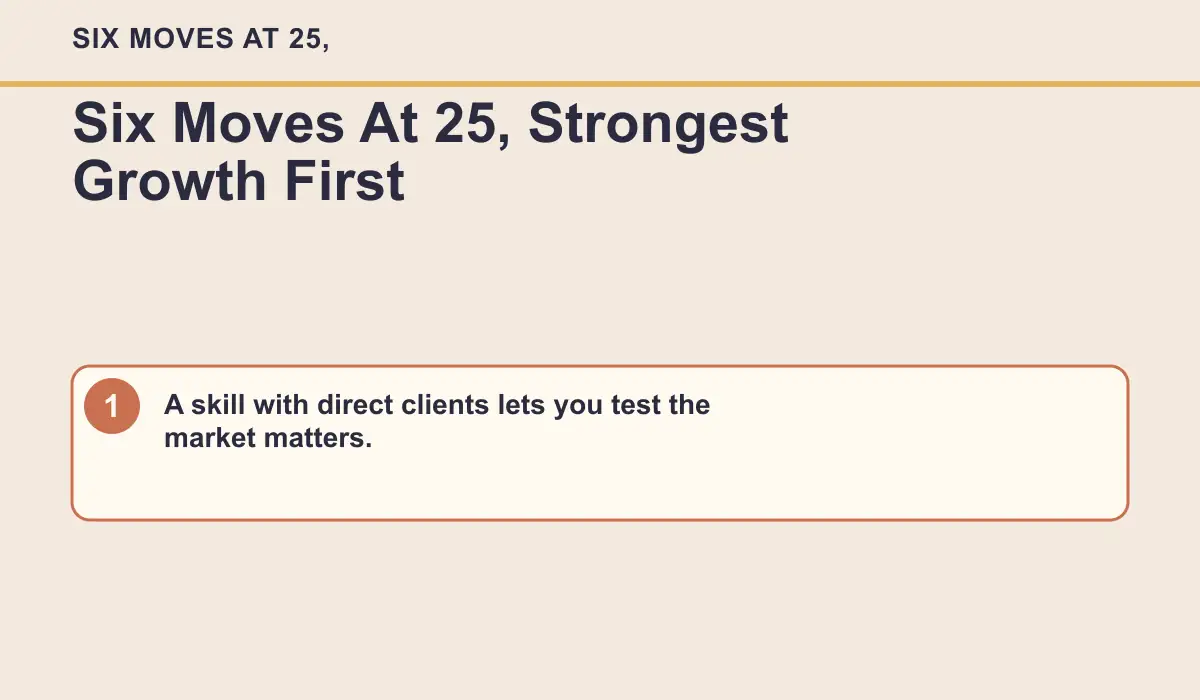 SIX MOVES AT 25,
Six Moves At 25, Strongest
Growth First
1
A skill with direct clients lets you test the
market matters.